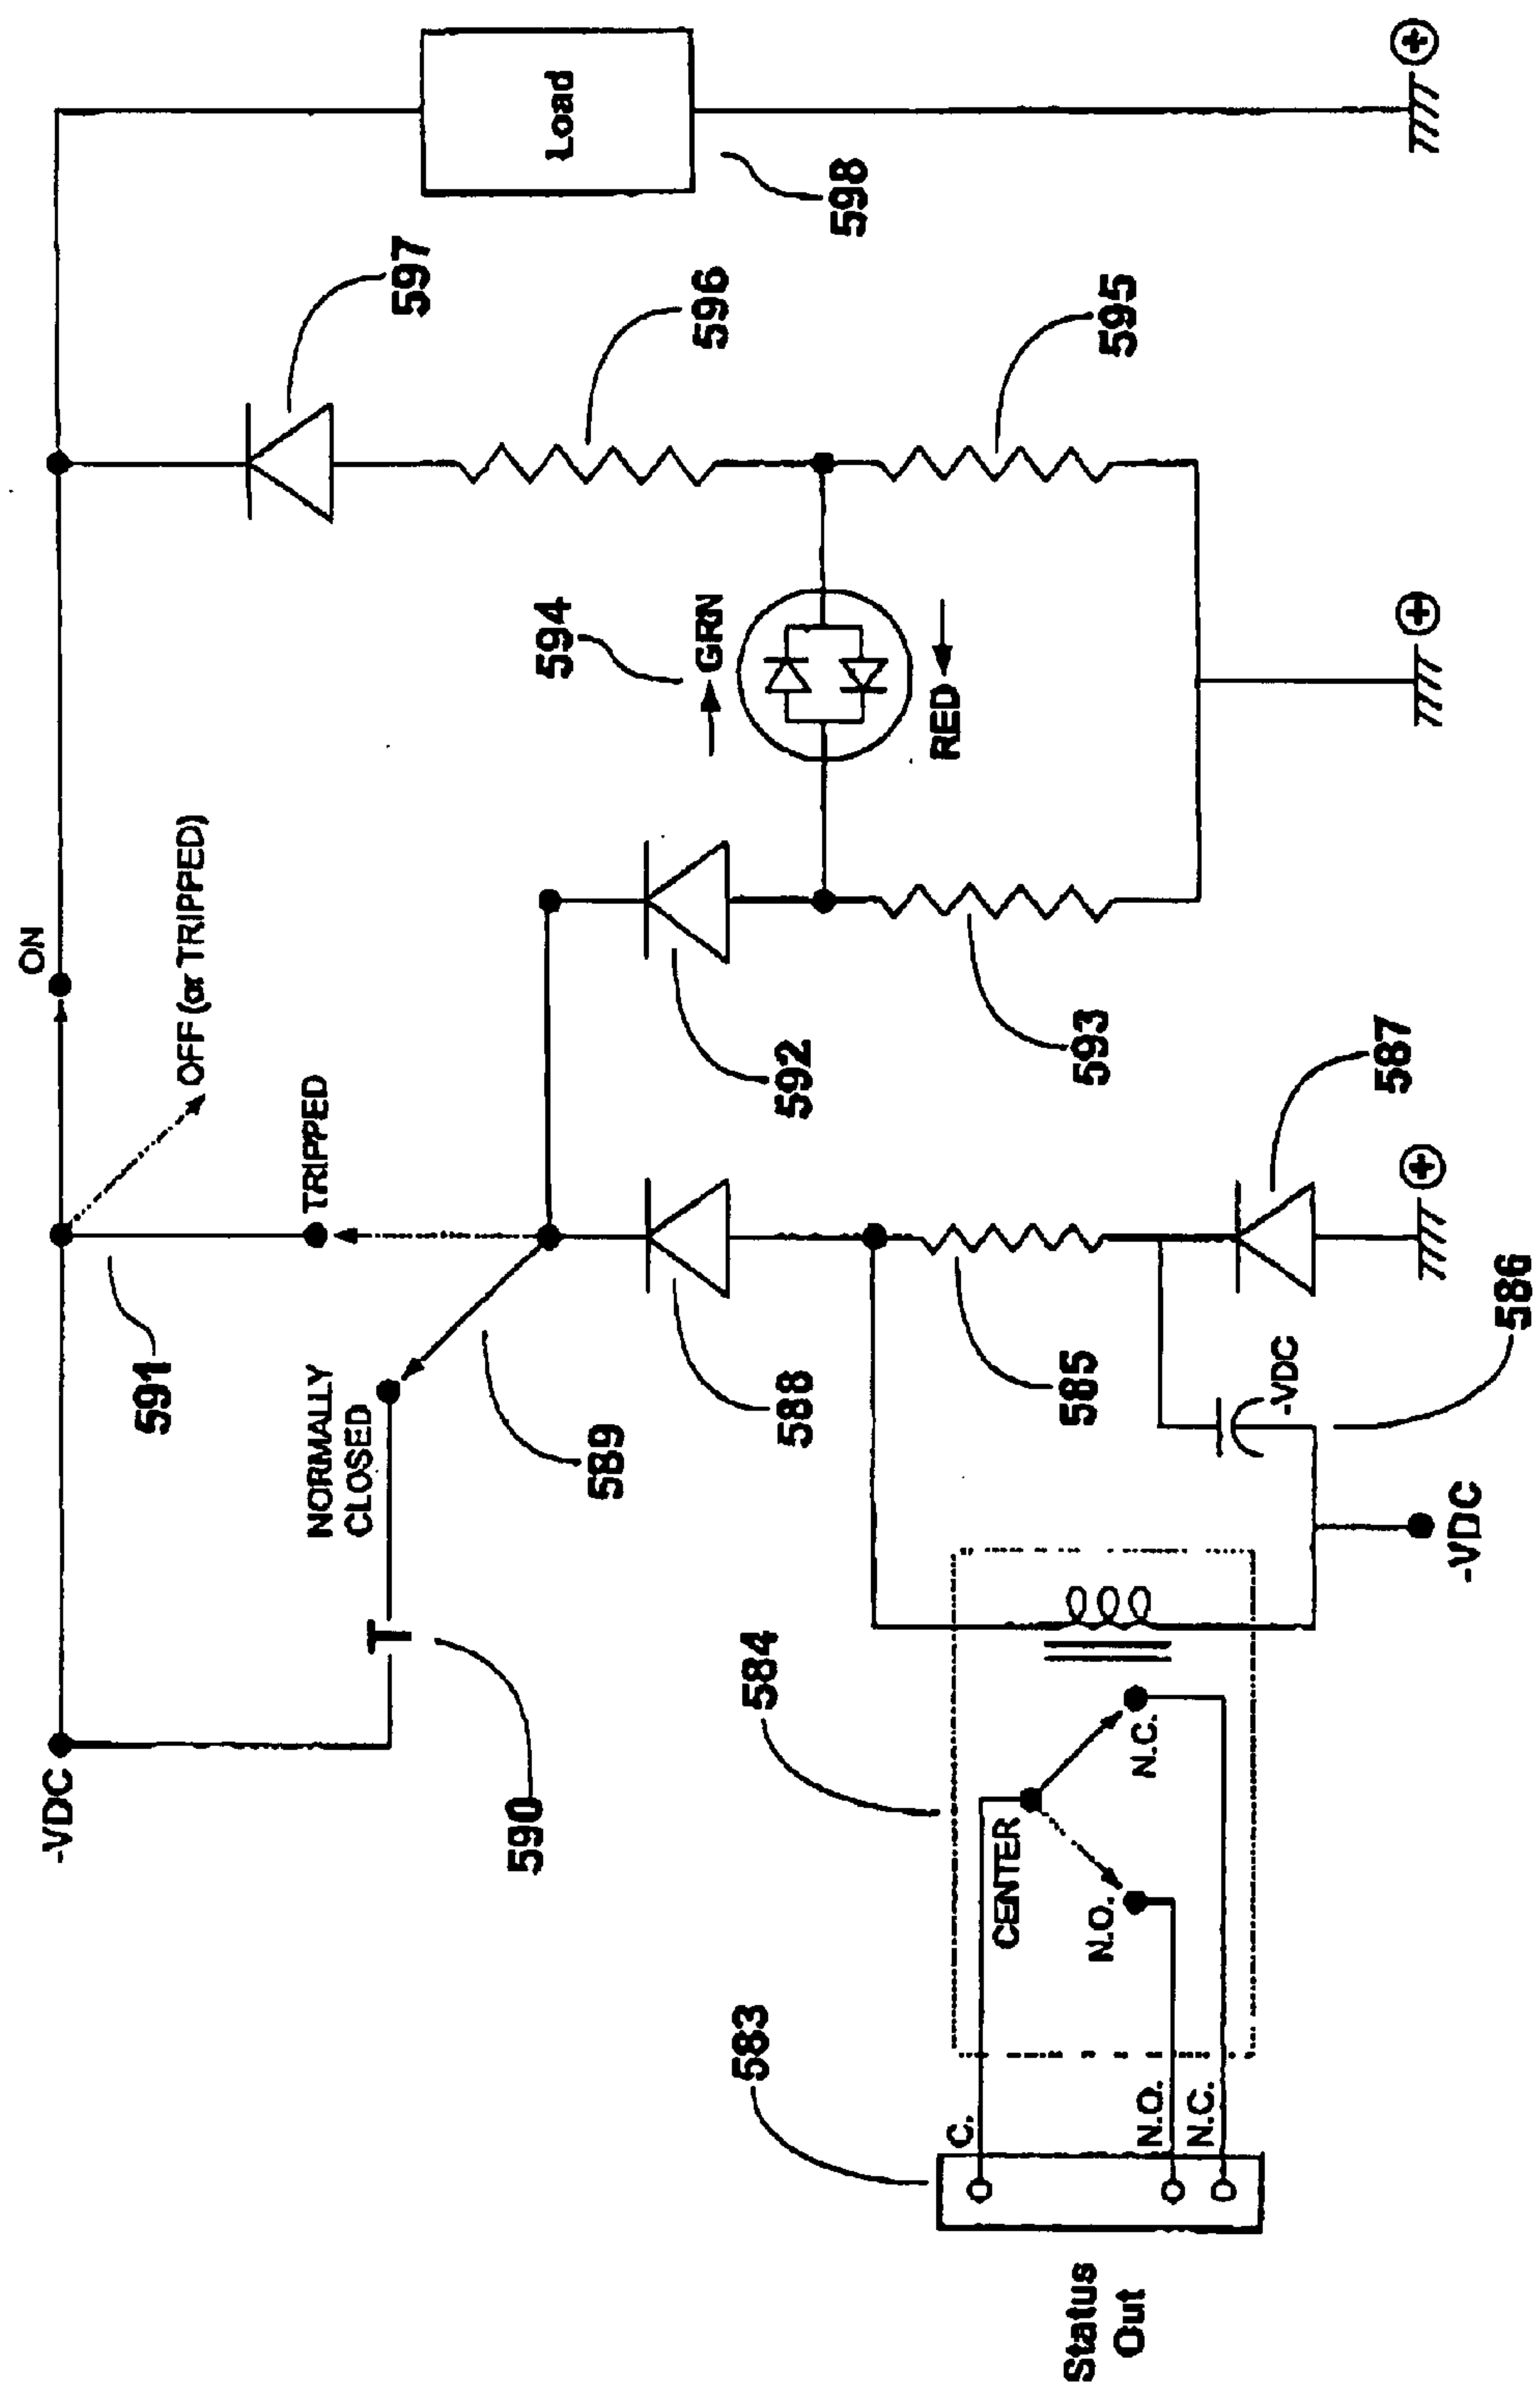 -VDC
ON
OFF (or TRIPPED)
591
NORMALLY
CLOSED
TRIPPED
590
589
597
Load
598
594
GRN
RED
596
595
592
593
588
587
585
586
-VDC
-VDC
584
CENTER
N.O.
N.C.
583
C.
N.O.
N.C.
Status
Out